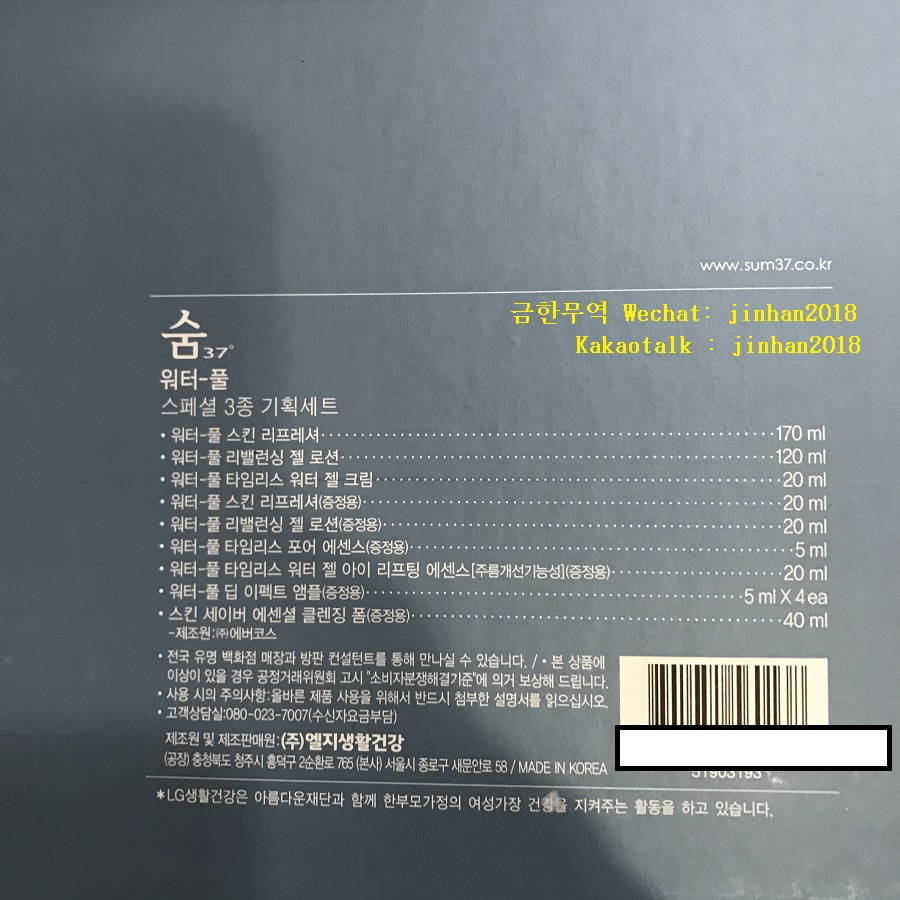 www.sum37.co.kr
금한무역 Wechat: jinhan2018
Kakaotalk : jinhan2018
숨37°
워터-풀
스페셜 3종 기획세트
• 워터-풀 스킨 리프레셔 170 ml
• 워터-풀 리밸런싱 젤 로션 120 ml
• 워터-풀 타임리스 워터 젤 크림 20 ml
• 워터-풀 스킨 리프레셔(증정용) 20 ml
• 워터-풀 리밸런싱 젤 로션(증정용) 20 ml
• 워터-풀 타임리스 포어 에센스(증정용) 5 ml
• 워터-풀 타임리스 워터 젤 아이 리프팅 에센스[주름개선기능성](증정용) 20 ml
• 워터-풀 딥 이펙트 앰플(증정용) 5 ml X 4 ea
• 스킨 세이버 에센셜 클렌징 폼(증정용) 40 ml
-제조원:㈜에버코스
• 전국 유명 백화점 매장과 방판 컨설턴트를 통해 만나실 수 있습니다. / • 본 상품에
이상이 있을 경우 공정거래위원회 고시 "소비자분쟁해결기준"에 의거 보상해 드립니다.
• 사용 시의 주의사항:올바른 제품 사용을 위해서 반드시 첨부한 설명서를 읽으십시오.
• 고객상담실:080-023-7007(수신자요금부담)
제조원 및 제조판매원:(주)엘지생활건강
(공장) 충청북도 청주시 흥덕구 2순환로 765 (본사) 서울시 종로구 새문안로 58 / MADE IN KOREA
51903193
*LG생활건강은 아름다운재단과 함께 한부모가정의 여성가장 건강을 지켜주는 활동을 하고 있습니다.